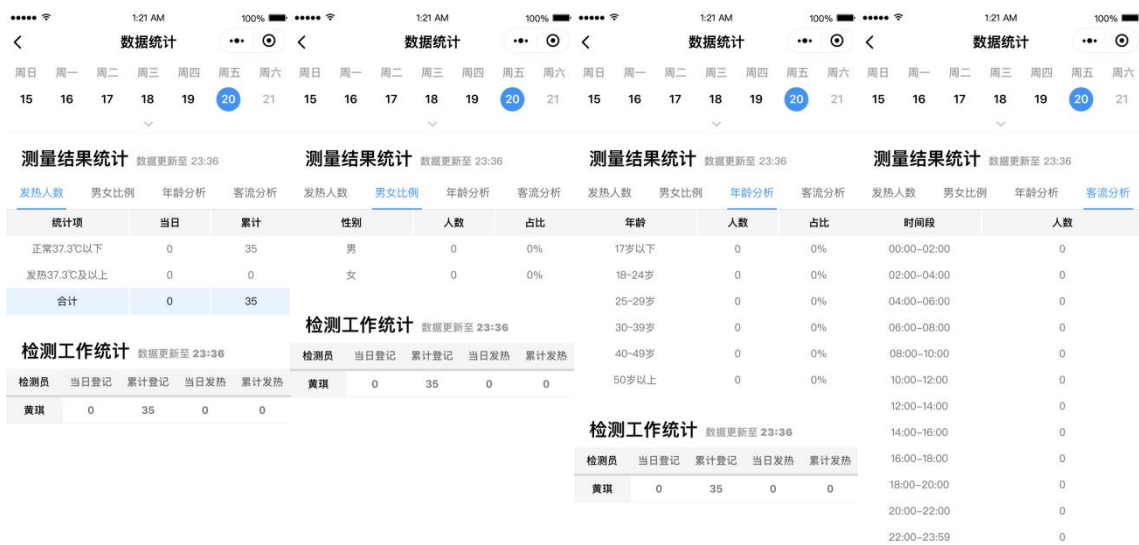 1:21 AM 100%
数据统计
周日 周一 周二 周三 周四 周五 周六
15 16 17 18 19 20 21
测量结果统计 数据更新至 23:36
发热人数 男女比例 年龄分析 客流分析
统计项 当日 累计
正常37.3℃以下 0 35
发热37.3℃及以上 0 0
合计 0 35
检测工作统计 数据更新至 23:36
检测员 当日登记 累计登记 当日发热 累计发热
黄琪 0 35 0 0
1:21 AM 100%
数据统计
周日 周一 周二 周三 周四 周五 周六
15 16 17 18 19 20 21
测量结果统计 数据更新至 23:36
发热人数 男女比例 年龄分析 客流分析
性别 人数 占比
男 0 0%
女 0 0%
检测工作统计 数据更新至 23:36
检测员 当日登记 累计登记 当日发热 累计发热
黄琪 0 35 0 0
1:21 AM 100%
数据统计
周日 周一 周二 周三 周四 周五 周六
15 16 17 18 19 20 21
测量结果统计 数据更新至 23:36
发热人数 男女比例 年龄分析 客流分析
年龄 人数 占比
17岁以下 0 0%
18~24岁 0 0%
25~29岁 0 0%
30~39岁 0 0%
40~49岁 0 0%
50岁以上 0 0%
检测工作统计 数据更新至 23:36
检测员 当日登记 累计登记 当日发热 累计发热
黄琪 0 35 0 0
1:21 AM 100%
数据统计
周日 周一 周二 周三 周四 周五 周六
15 16 17 18 19 20 21
测量结果统计 数据更新至 23:36
发热人数 男女比例 年龄分析 客流分析
时间段 人数
00:00~02:00 0
02:00~04:00 0
04:00~06:00 0
06:00~08:00 0
08:00~10:00 0
10:00~12:00 0
12:00~14:00 0
14:00~16:00 0
16:00~18:00 0
18:00~20:00 0
20:00~22:00 0
22:00~23:59 0